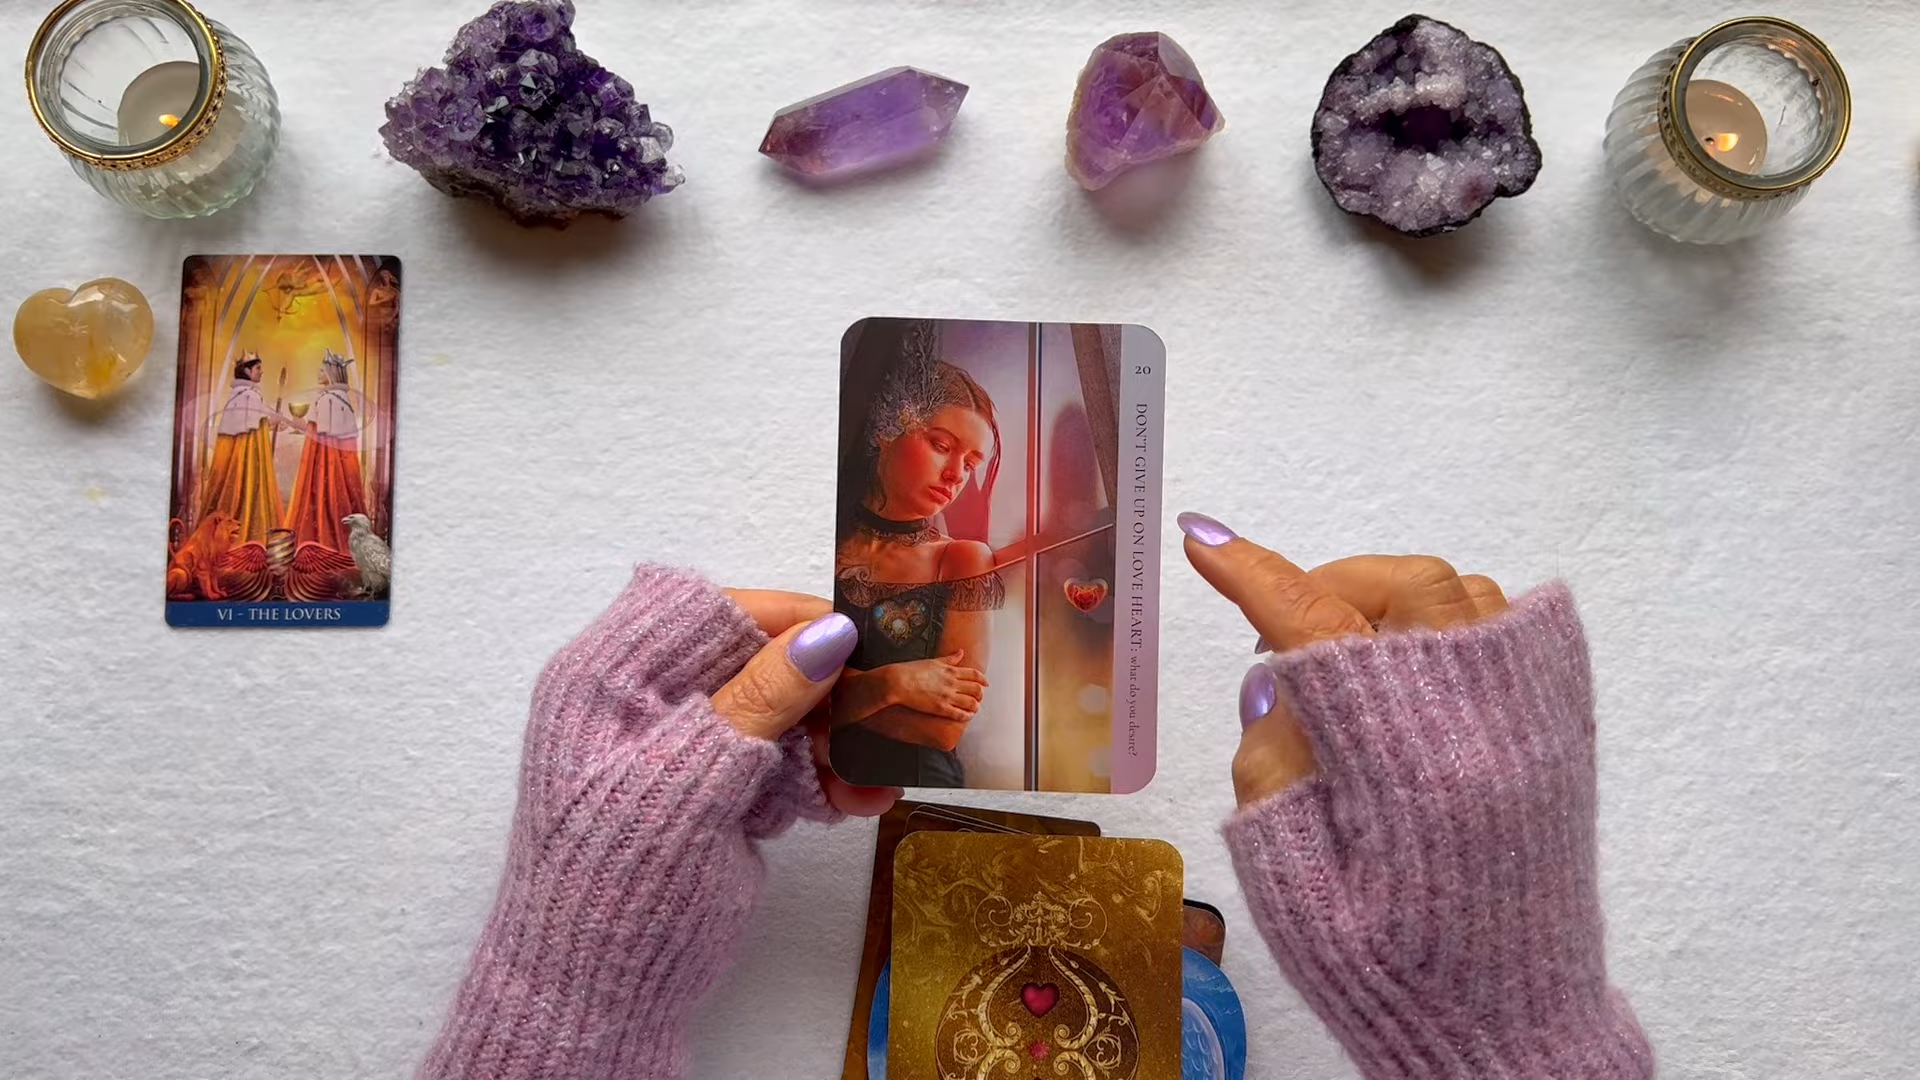 VI - THE LOVERS
20
DON'T GIVE UP ON LOVE HEART: what do you desire?